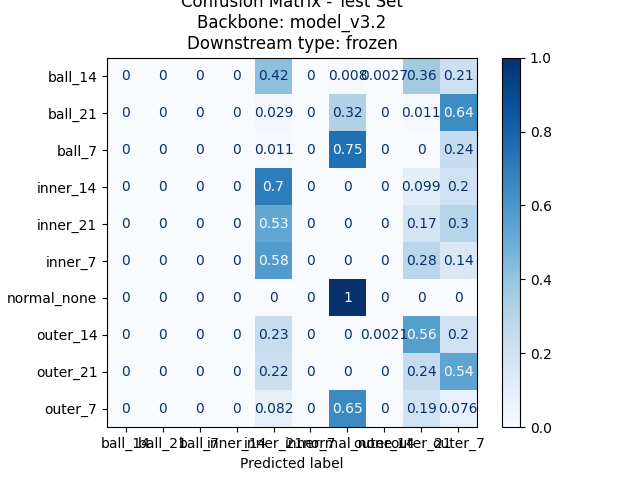 Confusion Matrix - Test Set
Backbone: model_v3.2
Downstream type: frozen
ball_14 0 0 0 0 0.42 0 0.008 0.0027 0.36 0.21
ball_21 0 0 0 0 0.029 0 0.32 0 0.011 0.64
ball_7 0 0 0 0 0.011 0 0.75 0 0 0.24
inner_14 0 0 0 0 0.7 0 0 0 0.099 0.2
inner_21 0 0 0 0 0.53 0 0 0 0.17 0.3
inner_7 0 0 0 0 0.58 0 0 0 0.28 0.14
normal_none 0 0 0 0 0 0 1 0 0 0
outer_14 0 0 0 0 0.23 0 0 0.0021 0.56 0.2
outer_21 0 0 0 0 0.22 0 0 0 0.24 0.54
outer_7 0 0 0 0 0.082 0 0.65 0 0.19 0.076
ball_14 ball_21 ball_7 inner_14 inner_21 inner_7 normal_none outer_14 outer_21 outer_7
Predicted label
1.0
0.8
0.6
0.4
0.2
0.0